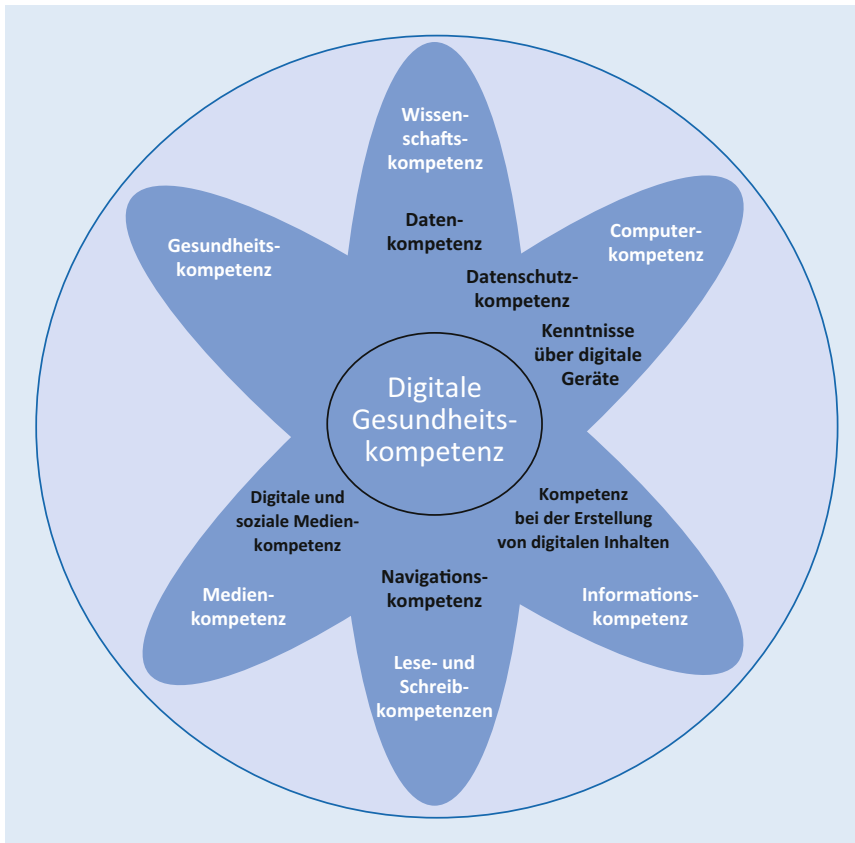 Wissen-
schafts-
kompetenz
Daten-
kompetenz
Gesundheits-
kompetenz
Computer-
kompetenz
Datenschutz-
kompetenz
Kenntnisse
über digitale
Geräte
Digitale
Gesundheits-
kompetenz
Digitale und
soziale Medien-
kompetenz
Kompetenz
bei der Erstellung
von digitalen Inhalten
Navigations-
kompetenz
Medien-
kompetenz
Informations-
kompetenz
Lese- und
Schreib-
kompetenzen